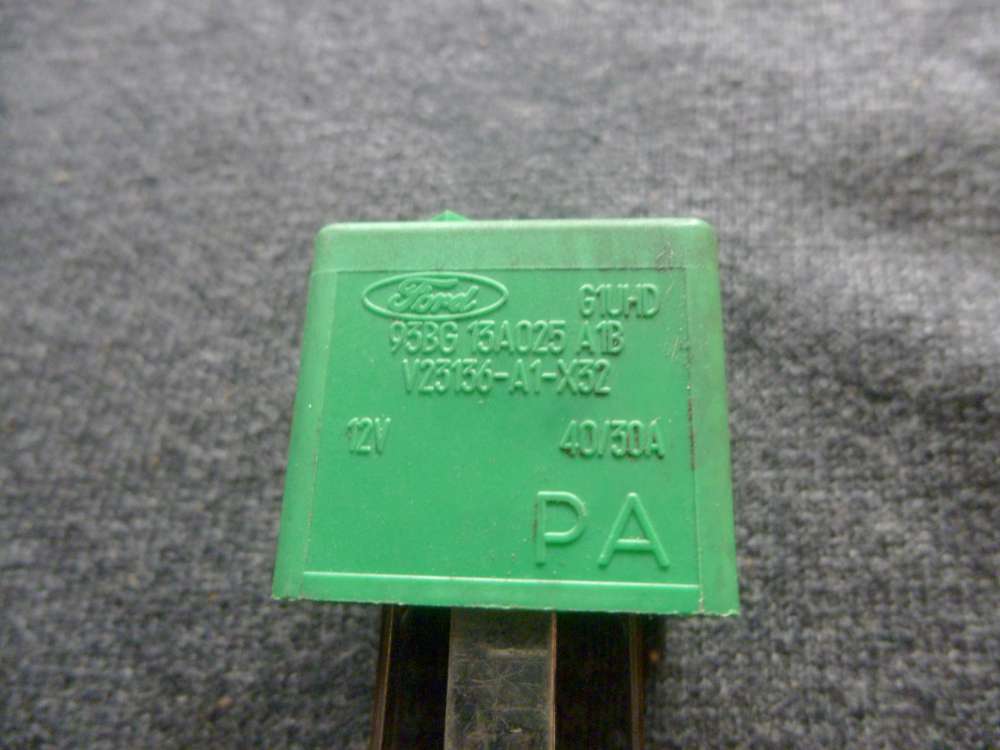 Ford G1UHD
93BG 13A025 A1B
V23136-A1-X32
12V 40/30A
PA